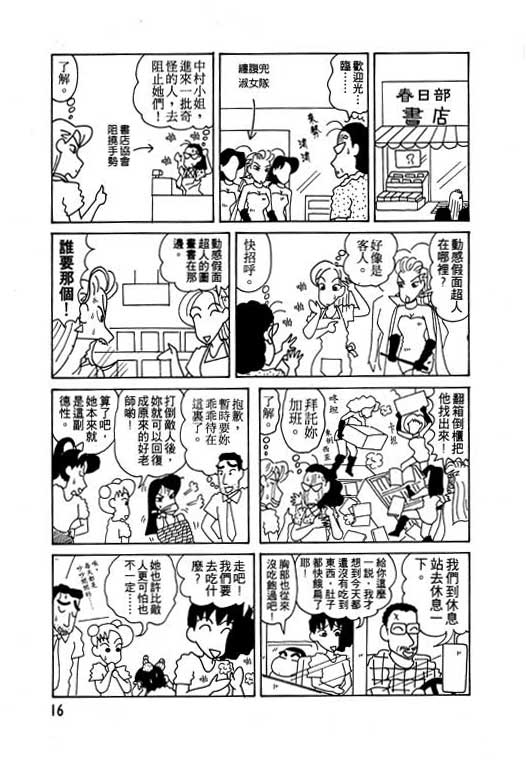 春日部
書店
歡迎光
臨⋯⋯
纏腰兜
淑女隊
中村小姐，
進來一批奇
怪的人，去
阻止她們！
書店協會
阻撓手勢
了解。
動感假面超人
在哪裡？
好像是
客人。
快招呼。
動感假面
超人的圖
畫書在那
邊。
誰要那個！
翻箱倒櫃把
他找出來！
拜託妳
加班。
了解。
抱歉，
暫時要妳
乖乖待在
這裏了。
打倒敵人後，
妳就可以回復
成原來的好老
師喲！
算了吧，
她本來就
是這副
德性。
我們到休息
站去休息一
下。
給你這麼
一說，我才
想到今天都
還沒有吃到
東西，肚子
都快餓扁了
耶！
胸部也從來
沒吃飽過吧！
走吧！
我們要
去吃什
麼？
她也許比敵
人更可怕也
不一定⋯⋯
16